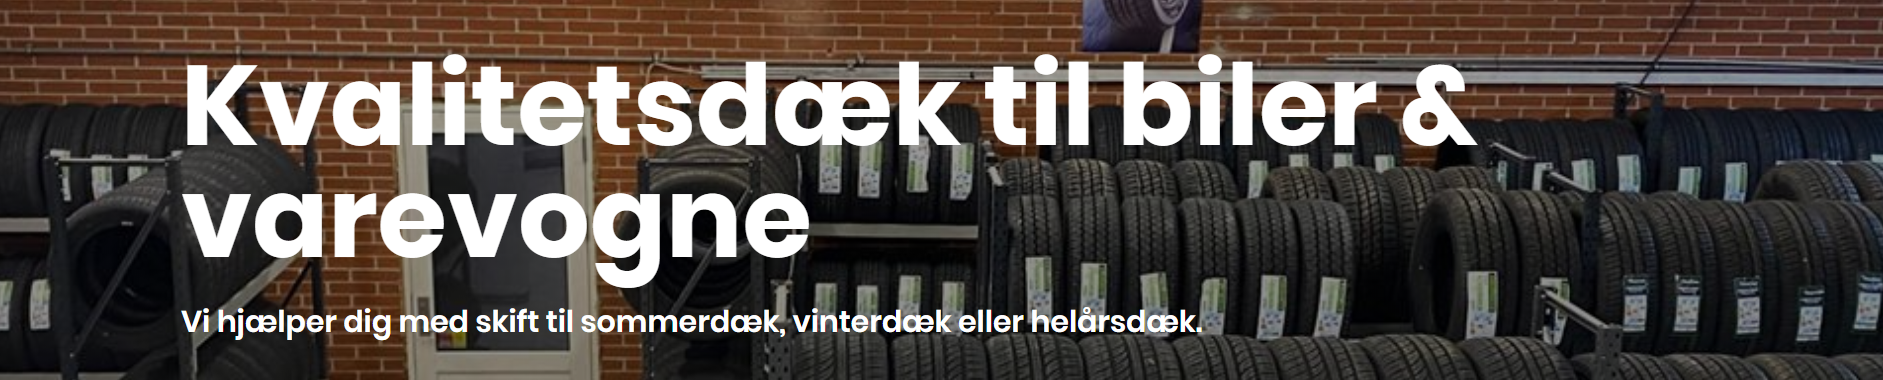 Kvalitetsdæk til biler &
varevogne
Vi hjælper dig med skift til sommerdæk, vinterdæk eller helårsdæk.